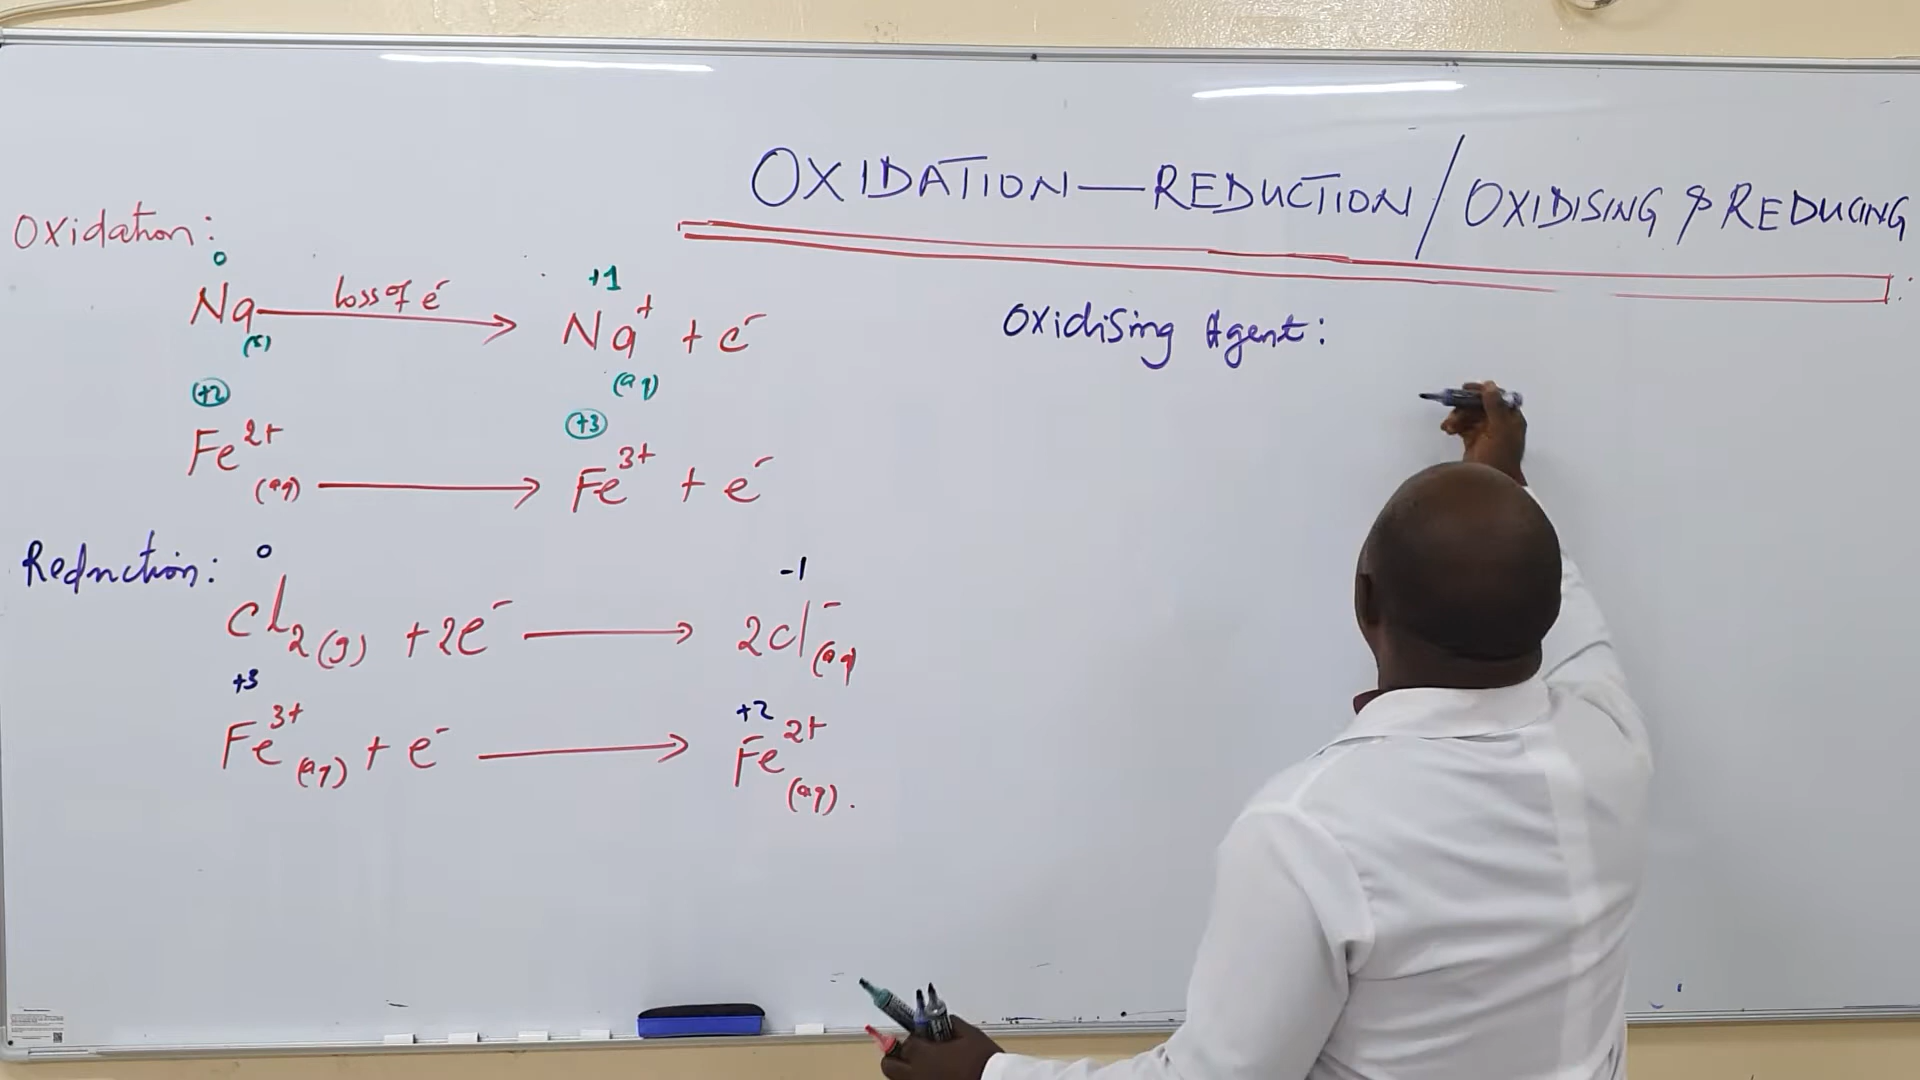 OXIDATION — REDUCTION / OXIDISING & REDUCING
Oxidation:
0 +1
Na(s) loss of e⁻ → Na⁺(aq) + e⁻
+2 +3
Fe²⁺(aq) → Fe³⁺ + e⁻
Reduction:
0 -1
Cl₂(g) + 2e⁻ → 2Cl⁻(aq)
+3 +2
Fe³⁺(aq) + e⁻ → Fe²⁺(aq).
Oxidising Agent: